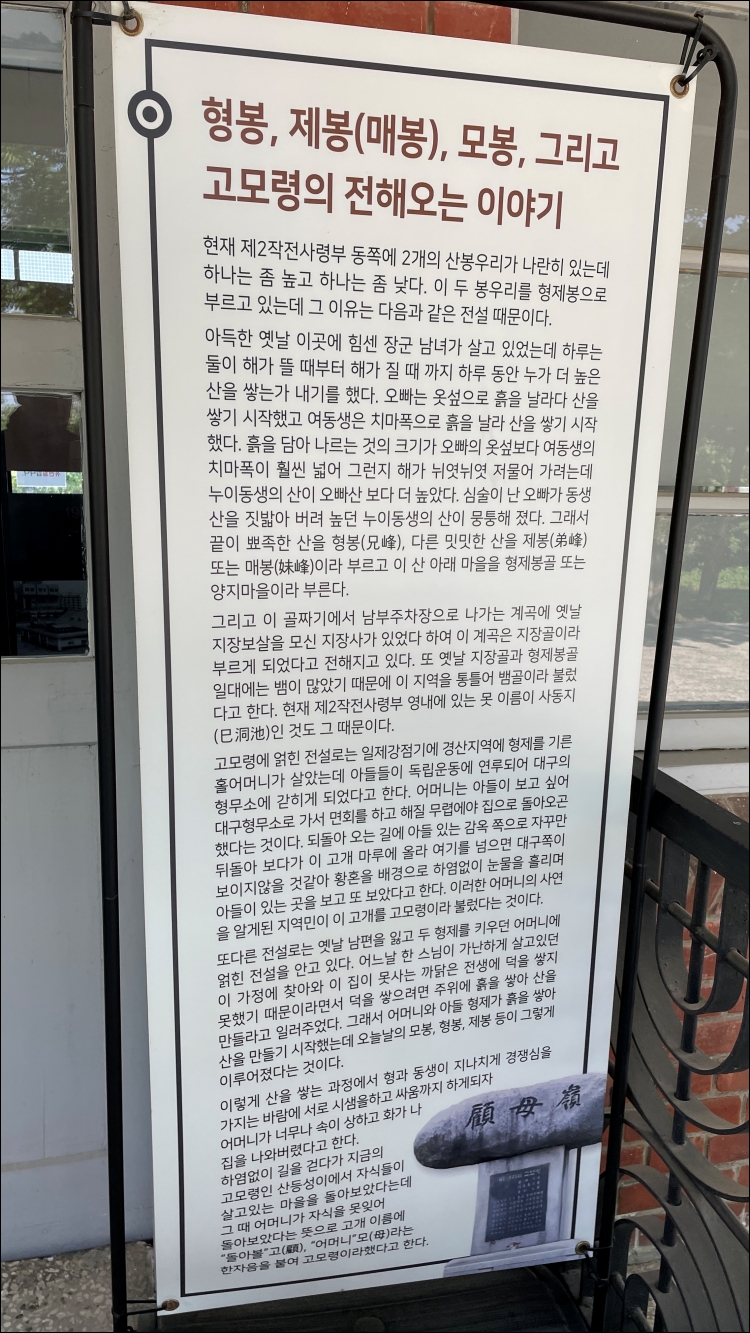 형봉, 제봉(매봉), 모봉, 그리고
고모령의 전해오는 이야기
현재 제2작전사령부 동쪽에 2개의 산봉우리가 나란히 있는데
하나는 좀 높고 하나는 좀 낮다. 이 두 봉우리를 형제봉으로
부르고 있는데 그 이유는 다음과 같은 전설 때문이다.
아득한 옛날 이곳에 힘센 장군 남녀가 살고 있었는데 하루는
둘이 해가 뜰 때부터 해가 질 때 까지 하루 동안 누가 더 높은
산을 쌓는가 내기를 했다. 오빠는 옷섶으로 흙을 날라다 산을
쌓기 시작했고 여동생은 치마폭으로 흙을 날라 산을 쌓기 시작
했다. 흙을 담아 나르는 것의 크기가 오빠의 옷섶보다 여동생의
치마폭이 훨씬 넓어 그런지 해가 뉘엿뉘엿 저물어 가려는데
누이동생의 산이 오빠산 보다 더 높았다. 심술이 난 오빠가 동생
산을 짓밟아 버려 높던 누이동생의 산이 뭉퉁해 졌다. 그래서
끝이 뾰족한 산을 형봉(兄峰), 다른 밋밋한 산을 제봉(弟峰)
또는 매봉(妹峰)이라 부르고 이 산 아래 마을을 형제봉골 또는
양지마을이라 부른다.
그리고 이 골짜기에서 남부주차장으로 나가는 계곡에 옛날
지장보살을 모신 지장사가 있었다 하여 이 계곡은 지장골이라
부르게 되었다고 전해지고 있다. 또 옛날 지장골과 형제봉골
일대에는 뱀이 많았기 때문에 이 지역을 통틀어 뱀골이라 불렀
다고 한다. 현재 제2작전사령부 영내에 있는 못 이름이 사동지
(巳洞池)인 것도 그 때문이다.
고모령에 얽힌 전설로는 일제강점기에 경산지역에 형제를 기른
홀어머니가 살았는데 아들들이 독립운동에 연루되어 대구의
형무소에 갇히게 되었다고 한다. 어머니는 아들이 보고 싶어
대구형무소로 가서 면회를 하고 해질 무렵에야 집으로 돌아오곤
했다는 것이다. 되돌아 오는 길에 아들 있는 감옥 쪽으로 자꾸만
뒤돌아 보다가 이 고개 마루에 올라 여기를 넘으면 대구쪽이
보이지않을 것같아 황혼을 배경으로 하염없이 눈물을 흘리며
아들이 있는 곳을 보고 또 보았다고 한다. 이러한 어머니의 사연
을 알게된 지역민이 이 고개를 고모령이라 불렀다는 것이다.
또다른 전설로는 옛날 남편을 잃고 두 형제를 키우던 어머니에
얽힌 전설을 안고 있다. 어느날 한 스님이 가난하게 살고있던
이 가정에 찾아와 이 집이 못사는 까닭은 전생에 덕을 쌓지
못했기 때문이라면서 덕을 쌓으려면 주위에 흙을 쌓아 산을
만들라고 일러주었다. 그래서 어머니와 아들 형제가 흙을 쌓아
산을 만들기 시작했는데 오늘날의 모봉, 형봉, 제봉 등이 그렇게
이루어졌다는 것이다.
이렇게 산을 쌓는 과정에서 형과 동생이 지나치게 경쟁심을
가지는 바람에 서로 시샘을하고 싸움까지 하게되자
어머니가 너무나 속이 상하고 화가 나
집을 나와버렸다고 한다.
하염없이 길을 걷다가 지금의
고모령인 산등성이에서 자식들이
살고있는 마을을 돌아보았다는데
그 때 어머니가 자식을 못잊어
돌아보았다는 뜻으로 고개 이름에
"돌아볼"고(顧), "어머니"모(母)라는
한자음을 붙여 고모령이라했다고 한다.
顧母嶺